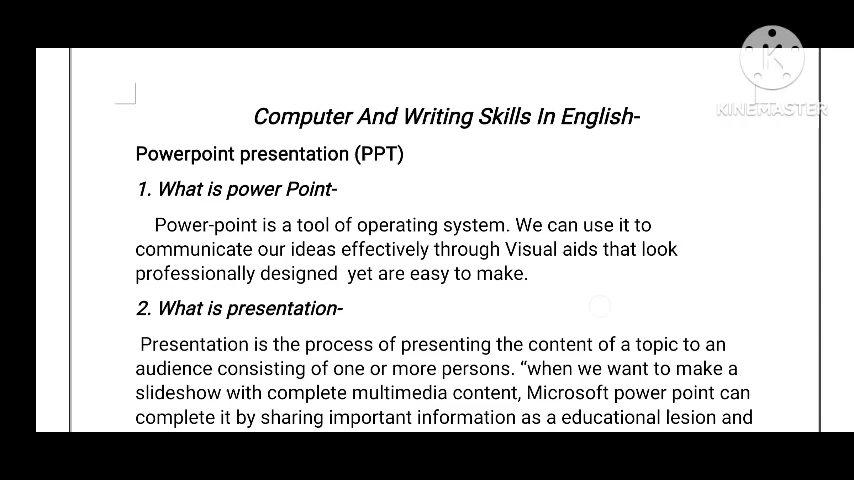 KINEMASTER
Computer And Writing Skills In English-
Powerpoint presentation (PPT)
1. What is power Point-
Power-point is a tool of operating system. We can use it to
communicate our ideas effectively through Visual aids that look
professionally designed yet are easy to make.
2. What is presentation-
Presentation is the process of presenting the content of a topic to an
audience consisting of one or more persons. “when we want to make a
slideshow with complete multimedia content, Microsoft power point can
complete it by sharing important information as a educational lesion and